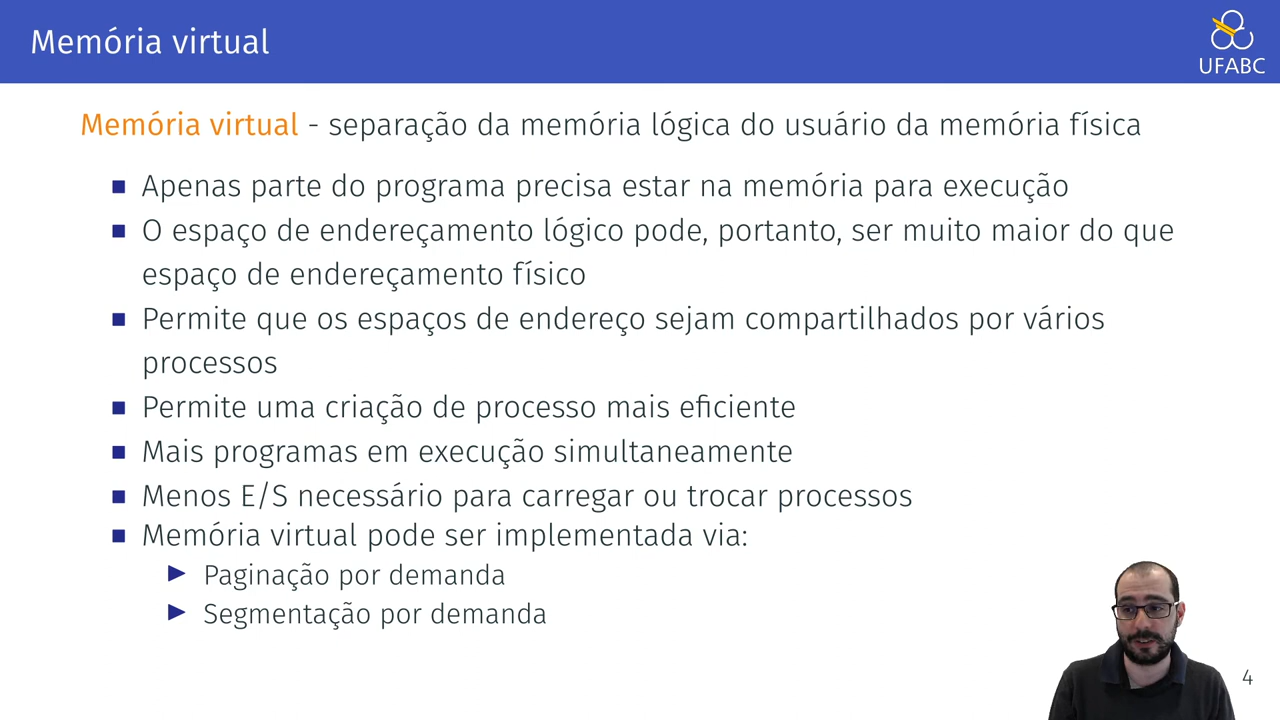 Memória virtual
UFABC
Memória virtual - separação da memória lógica do usuário da memória física
Apenas parte do programa precisa estar na memória para execução
O espaço de endereçamento lógico pode, portanto, ser muito maior do que
espaço de endereçamento físico
Permite que os espaços de endereço sejam compartilhados por vários
processos
Permite uma criação de processo mais eficiente
Mais programas em execução simultaneamente
Menos E/S necessário para carregar ou trocar processos
Memória virtual pode ser implementada via:
Paginação por demanda
Segmentação por demanda
4